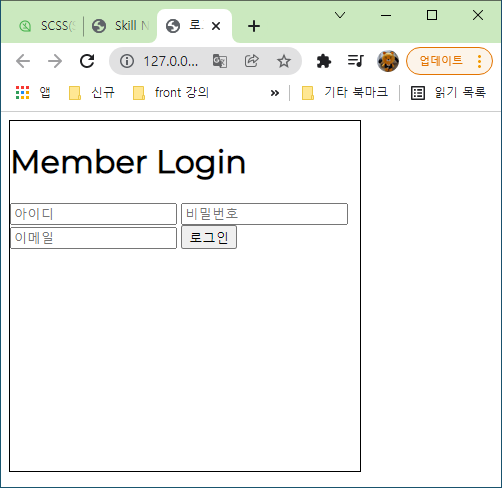 SCSS(
Skill N
로
127.0.0...
업데이트
앱
신규
front 강의
»
기타 북마크
읽기 목록
Member Login
아이디
비밀번호
이메일
로그인